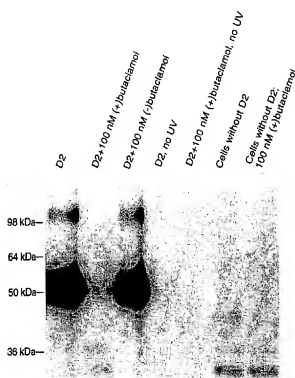 D2
D2+100 nM (+)butaclamol
D2+100 nM (-)butaclamol
D2, no UV
D2+100 nM (+)butaclamol, no UV
Cells without D2
Cells without D2;
100 nM (+)butaclamol
98 kDa–
64 kDa–
50 kDa–
36 kDa–